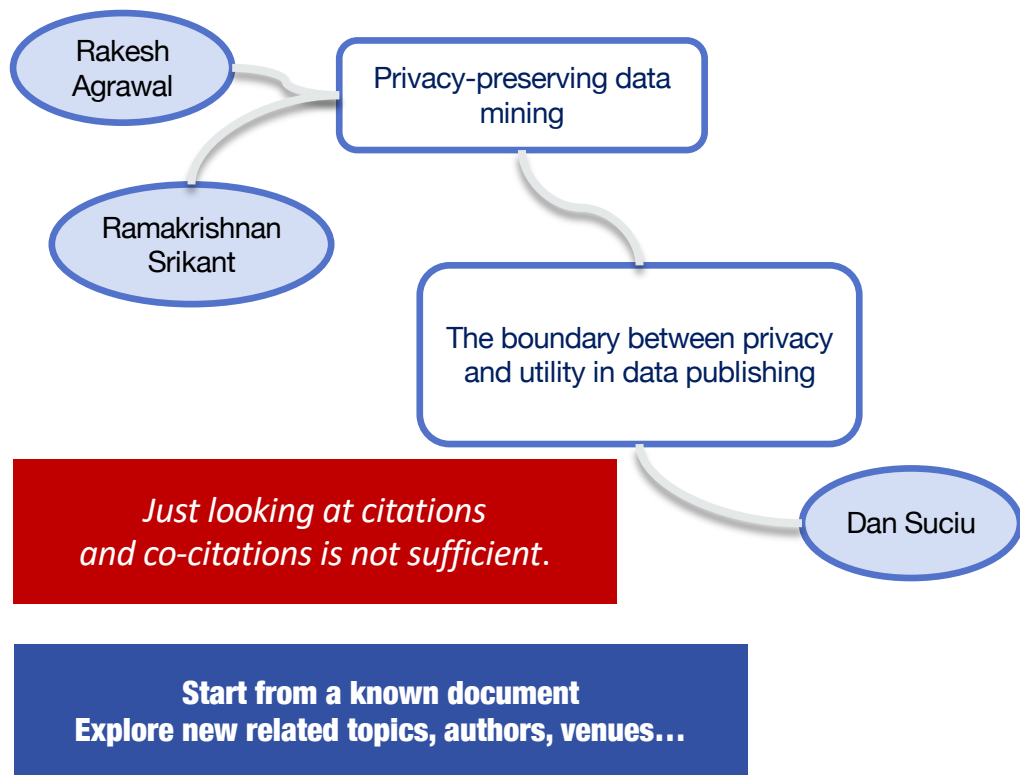 Rakesh
Agrawal
Privacy-preserving data
mining
Ramakrishnan
Srikant
The boundary between privacy
and utility in data publishing
Just looking at citations
and co-citations is not sufficient.
Dan Suciu
Start from a known document
Explore new related topics, authors, venues…